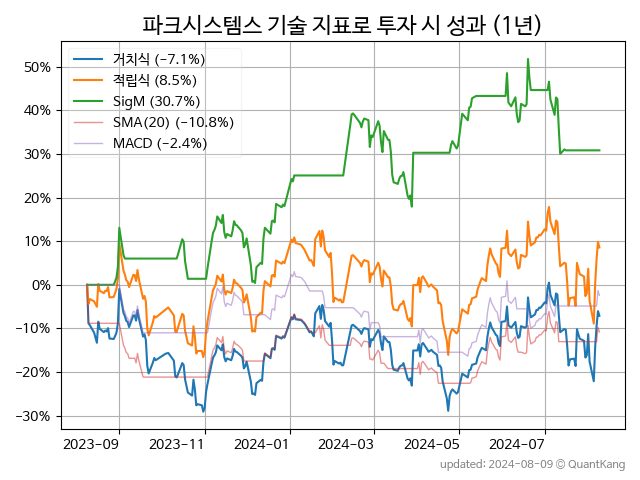 파크시스템스 기술 지표로 투자 시 성과 (1년)
거치식 (−7.1%)
적립식 (8.5%)
SigM (30.7%)
SMA(20) (−10.8%)
MACD (−2.4%)
50%
40%
30%
20%
10%
0%
−10%
−20%
−30%
2023-09 2023-11 2024-01 2024-03 2024-05 2024-07
updated: 2024-08-09 © QuantKang